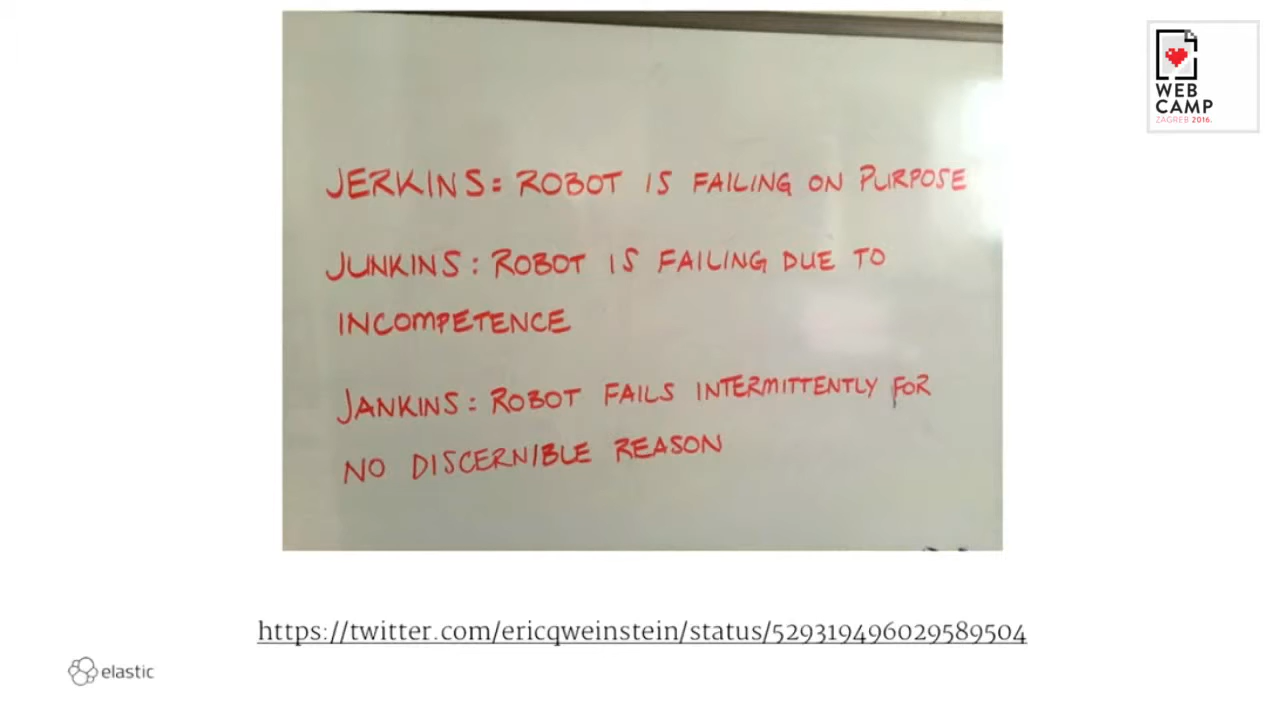 WEB
CAMP
ZAGREB 2016.
JERKINS: ROBOT IS FAILING ON PURPOSE
JUNKINS: ROBOT IS FAILING DUE TO
INCOMPETENCE
JANKINS: ROBOT FAILS INTERMITTENTLY FOR
NO DISCERNIBLE REASON
https://twitter.com/ericqweinstein/status/529319496029589504
elastic